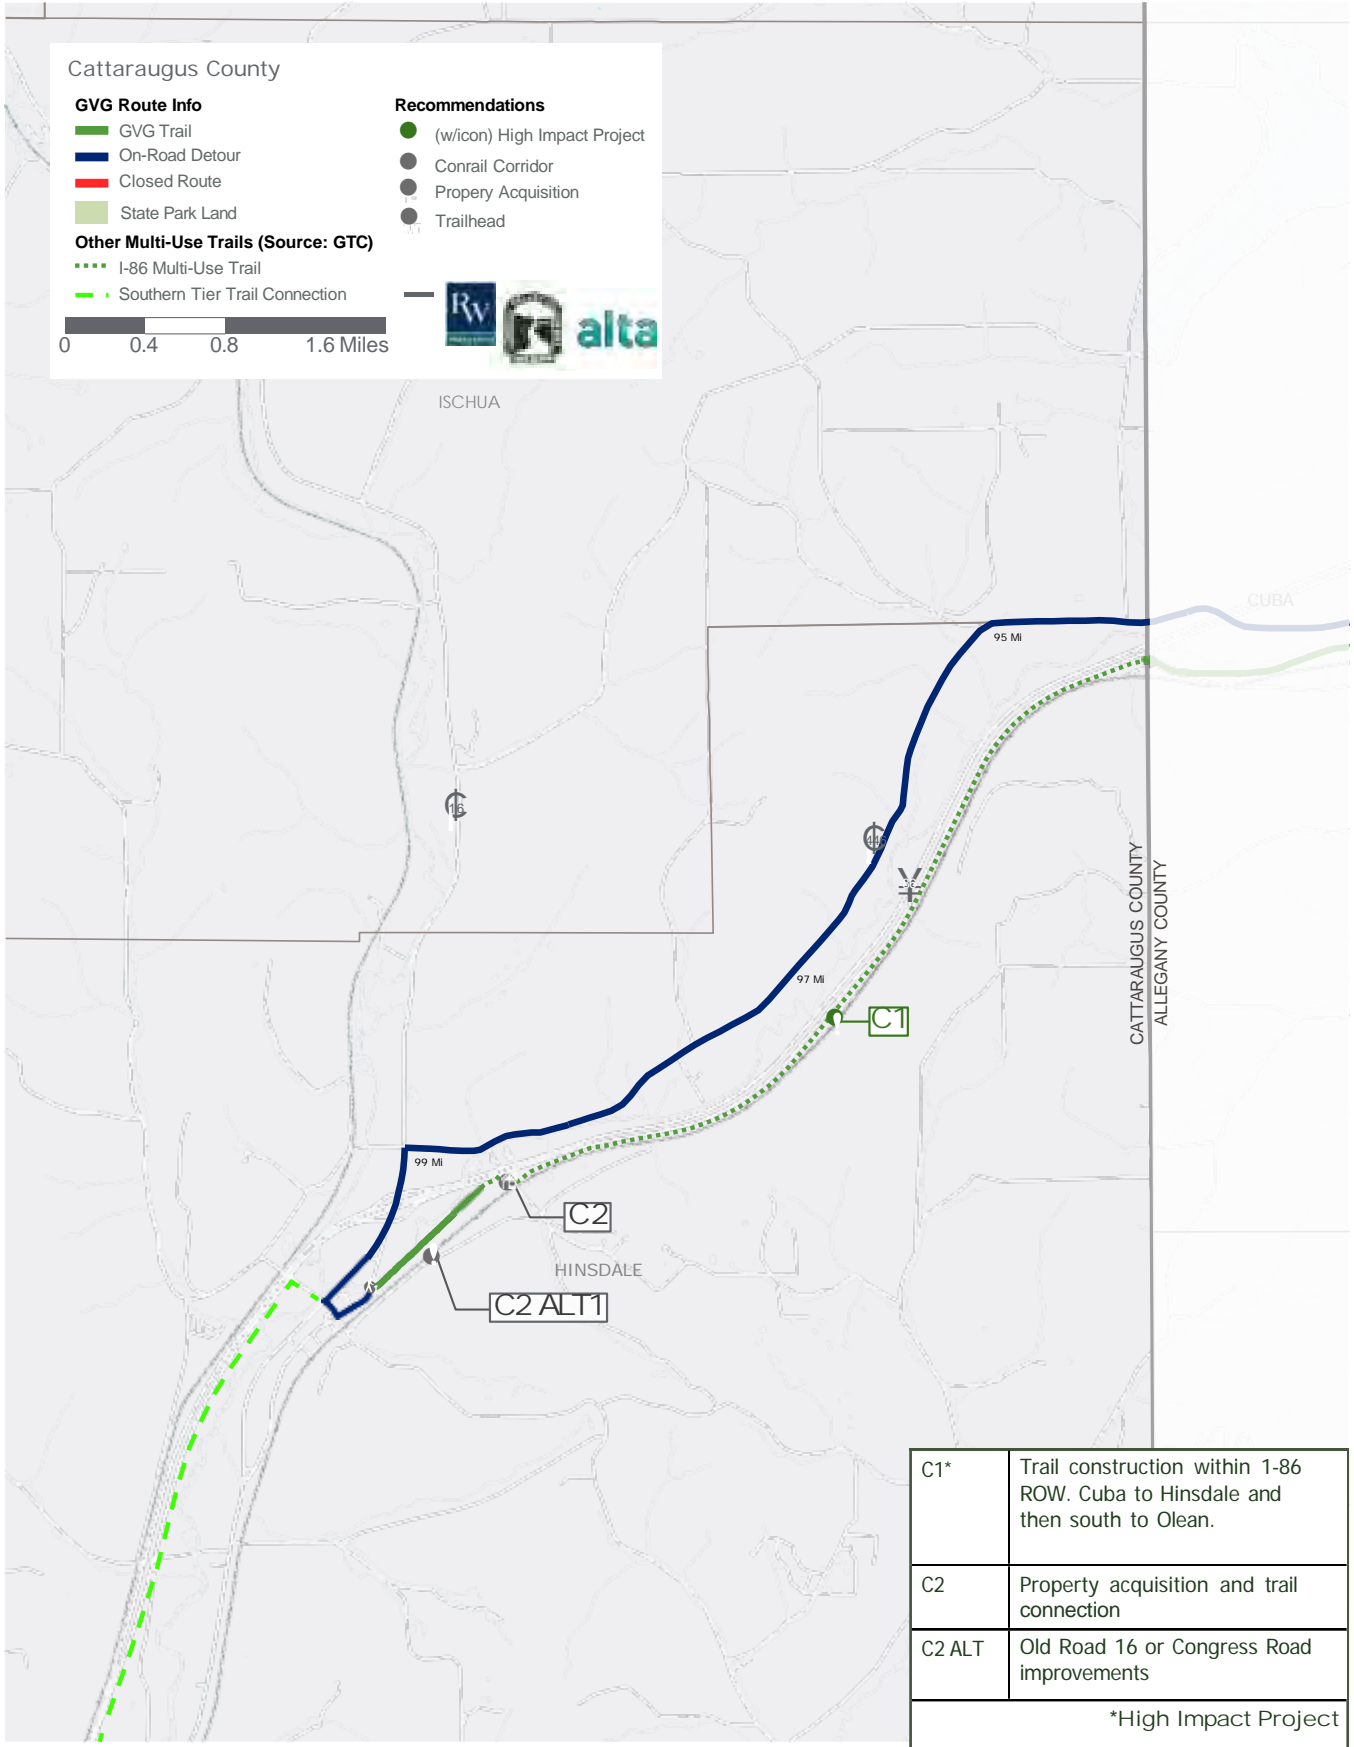 Cattaraugus County
GVG Route Info
GVG Trail
On-Road Detour
Closed Route
State Park Land
Other Multi-Use Trails (Source: GTC)
I-86 Multi-Use Trail
Southern Tier Trail Connection
0 0.4 0.8 1.6 Miles
Recommendations
(w/icon) High Impact Project
Conrail Corridor
Propery Acquisition
Trailhead
RW
alta
ISCHUA
CUBA
95 Mi
16
446
97 Mi
C1
CATTARAUGUS COUNTY
ALLEGANY COUNTY
99 Mi
C2
HINSDALE
C2 ALT1
C1* Trail construction within 1-86
ROW. Cuba to Hinsdale and
then south to Olean.
C2 Property acquisition and trail
connection
C2 ALT Old Road 16 or Congress Road
improvements
*High Impact Project